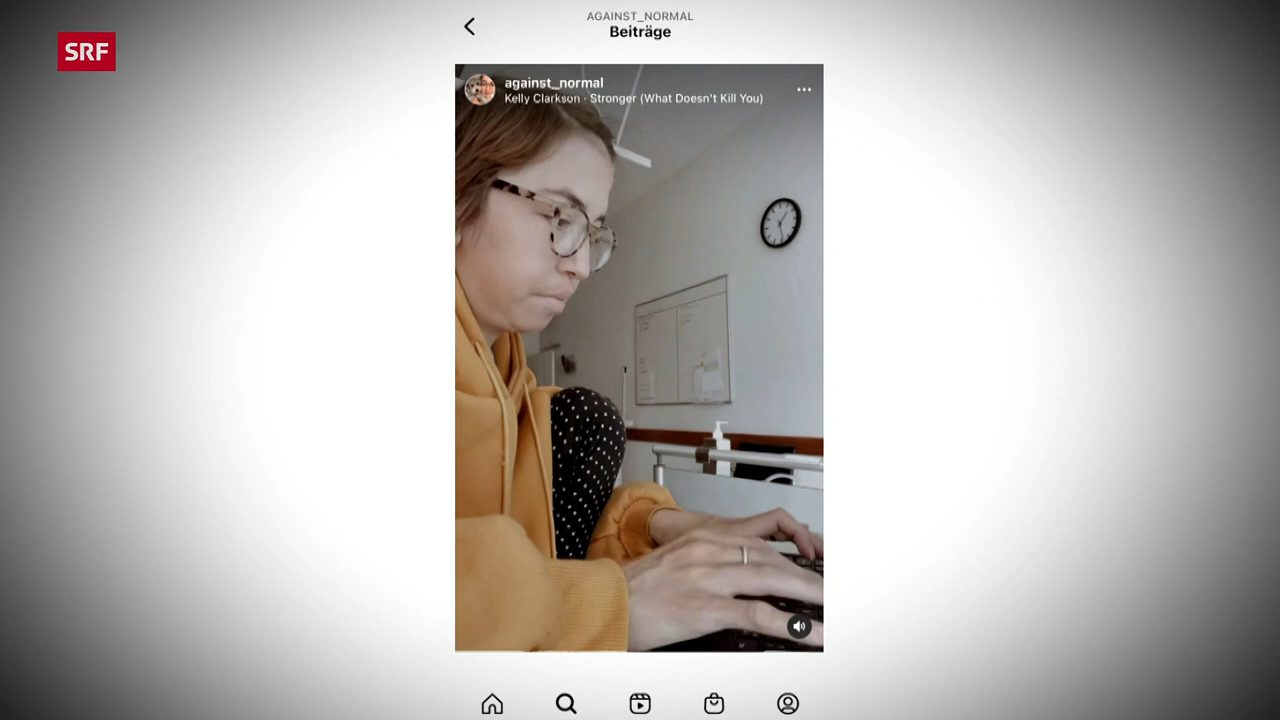 SRF
AGAINST_NORMAL
Beiträge
against_normal
Kelly Clarkson · Stronger (What Doesn't Kill You)